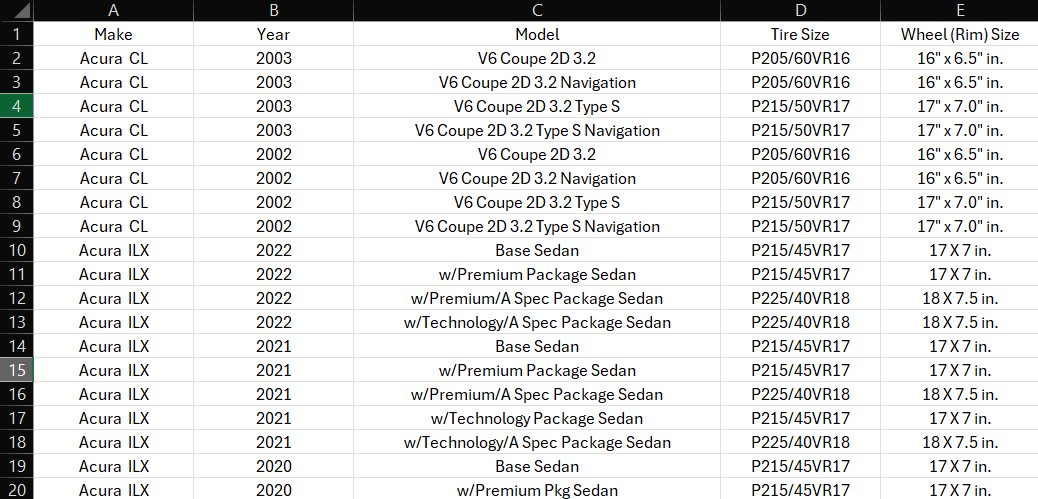 A B C D E
1 Make Year Model Tire Size Wheel (Rim) Size
2 Acura CL 2003 V6 Coupe 2D 3.2 P205/60VR16 16" x 6.5" in.
3 Acura CL 2003 V6 Coupe 2D 3.2 Navigation P205/60VR16 16" x 6.5" in.
4 Acura CL 2003 V6 Coupe 2D 3.2 Type S P215/50VR17 17" x 7.0" in.
5 Acura CL 2003 V6 Coupe 2D 3.2 Type S Navigation P215/50VR17 17" x 7.0" in.
6 Acura CL 2002 V6 Coupe 2D 3.2 P205/60VR16 16" x 6.5" in.
7 Acura CL 2002 V6 Coupe 2D 3.2 Navigation P205/60VR16 16" x 6.5" in.
8 Acura CL 2002 V6 Coupe 2D 3.2 Type S P215/50VR17 17" x 7.0" in.
9 Acura CL 2002 V6 Coupe 2D 3.2 Type S Navigation P215/50VR17 17" x 7.0" in.
10 Acura ILX 2022 Base Sedan P215/45VR17 17 X 7 in.
11 Acura ILX 2022 w/Premium Package Sedan P215/45VR17 17 X 7 in.
12 Acura ILX 2022 w/Premium/A Spec Package Sedan P225/40VR18 18 X 7.5 in.
13 Acura ILX 2022 w/Technology/A Spec Package Sedan P225/40VR18 18 X 7.5 in.
14 Acura ILX 2021 Base Sedan P215/45VR17 17 X 7 in.
15 Acura ILX 2021 w/Premium Package Sedan P215/45VR17 17 X 7 in.
16 Acura ILX 2021 w/Premium/A Spec Package Sedan P225/40VR18 18 X 7.5 in.
17 Acura ILX 2021 w/Technology Package Sedan P215/45VR17 17 X 7 in.
18 Acura ILX 2021 w/Technology/A Spec Package Sedan P225/40VR18 18 X 7.5 in.
19 Acura ILX 2020 Base Sedan P215/45VR17 17 X 7 in.
20 Acura ILX 2020 w/Premium Pkg Sedan P215/45VR17 17 X 7 in.